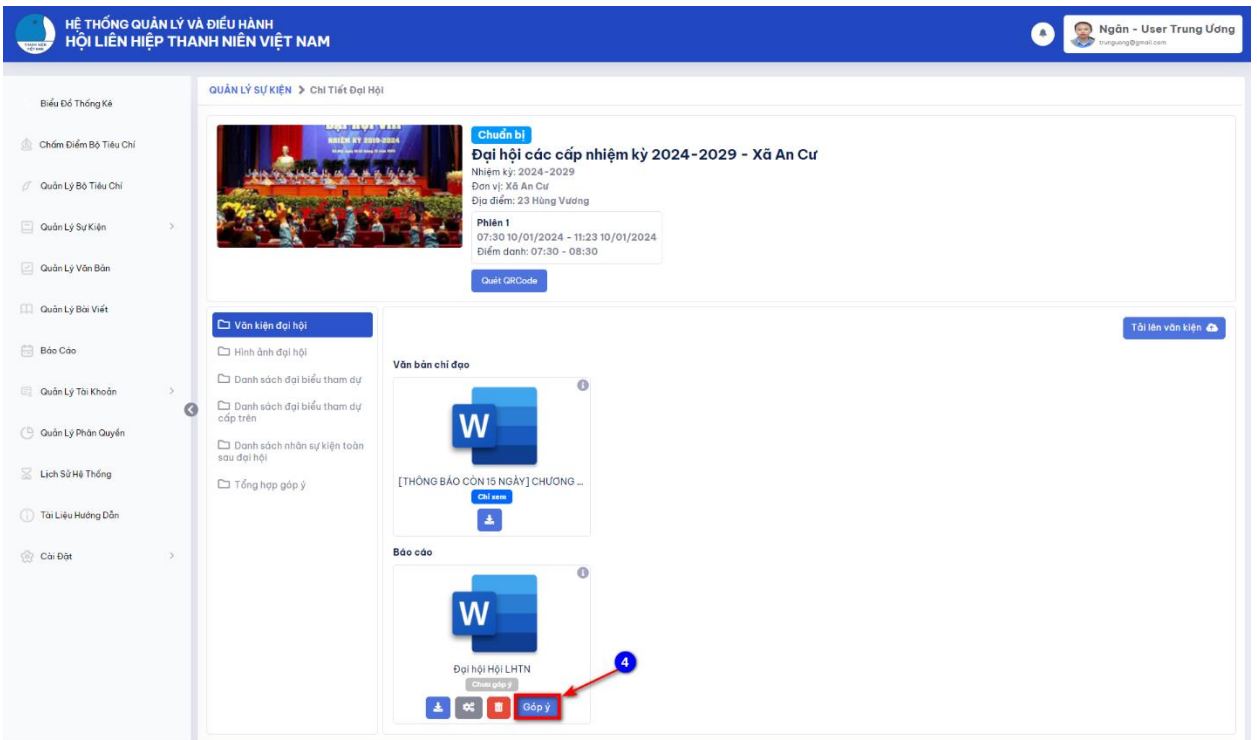 HỆ THỐNG QUẢN LÝ VÀ ĐIỀU HÀNH
HỘI LIÊN HIỆP THANH NIÊN VIỆT NAM
Ngân - User Trung Ương
trunguong@gmail.com
Biểu Đồ Thống Kê
Chấm Điểm Bộ Tiêu Chí
Quản Lý Bộ Tiêu Chí
Quản Lý Sự Kiện
Quản Lý Văn Bản
Quản Lý Bài Viết
Báo Cáo
Quản Lý Tài Khoản
Quản Lý Phân Quyền
Lịch Sử Hệ Thống
Tài Liệu Hướng Dẫn
Cài Đặt
QUẢN LÝ SỰ KIỆN > Chi Tiết Đại Hội
NHIỆM KỲ 2019-2024
Chuẩn bị
Đại hội các cấp nhiệm kỳ 2024-2029 - Xã An Cư
Nhiệm kỳ: 2024-2029
Đơn vị: Xã An Cư
Địa điểm: 23 Hùng Vương
Phiên 1
07:30 10/01/2024 - 11:23 10/01/2024
Điểm danh: 07:30 - 08:30
Quét QRCode
Văn kiện đại hội
Hình ảnh đại hội
Danh sách đại biểu tham dự
Danh sách đại biểu tham dự
cấp trên
Danh sách nhân sự kiện toàn
sau đại hội
Tổng hợp góp ý
Tải lên văn kiện
Văn bản chỉ đạo
W
[THÔNG BÁO CÒN 15 NGÀY] CHƯƠNG ...
Chỉ xem
Báo cáo
W
Đại hội Hội LHTN
Chưa góp ý
Góp ý
4